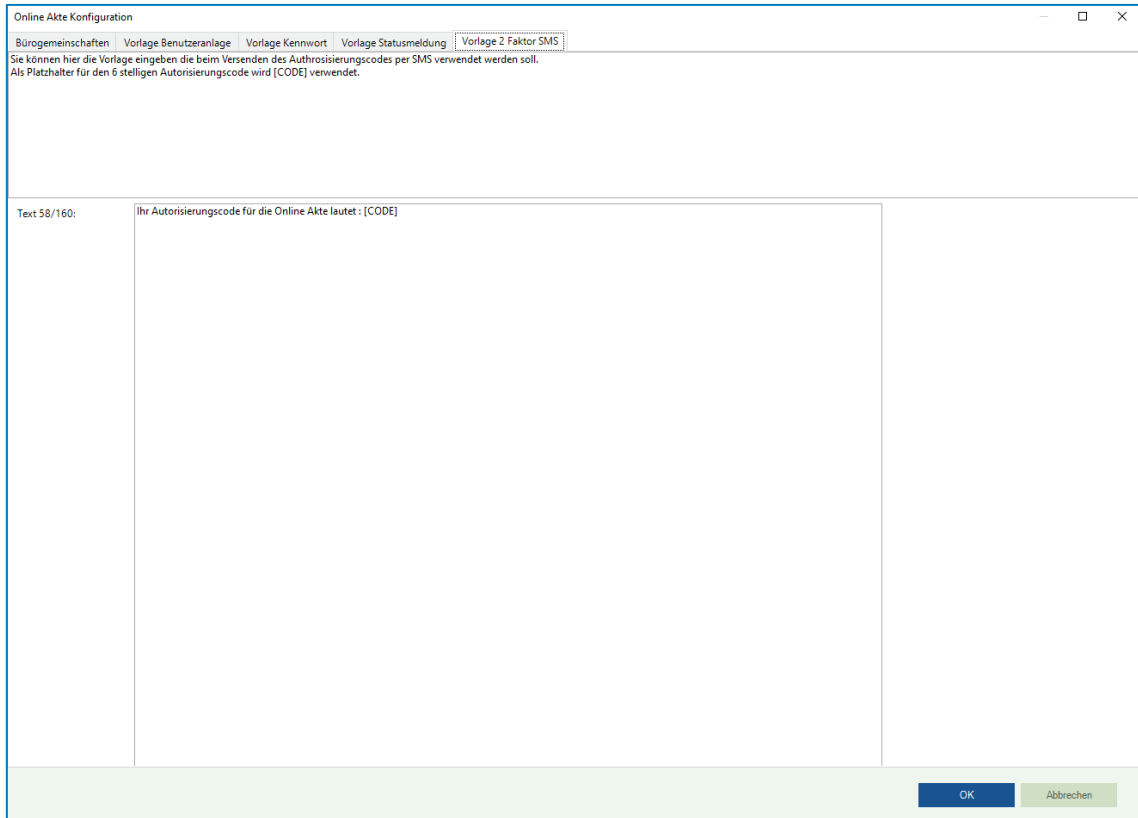 Online Akte Konfiguration
Bürogemeinschaften Vorlage Benutzeranlage Vorlage Kennwort Vorlage Statusmeldung Vorlage 2 Faktor SMS
Sie können hier die Vorlage eingeben die beim Versenden des Authrosisierungscodes per SMS verwendet werden soll.
Als Platzhalter für den 6 stelligen Autorisierungscode wird [CODE] verwendet.
Text 58/160:
Ihr Autorisierungscode für die Online Akte lautet : [CODE]
OK Abbrechen